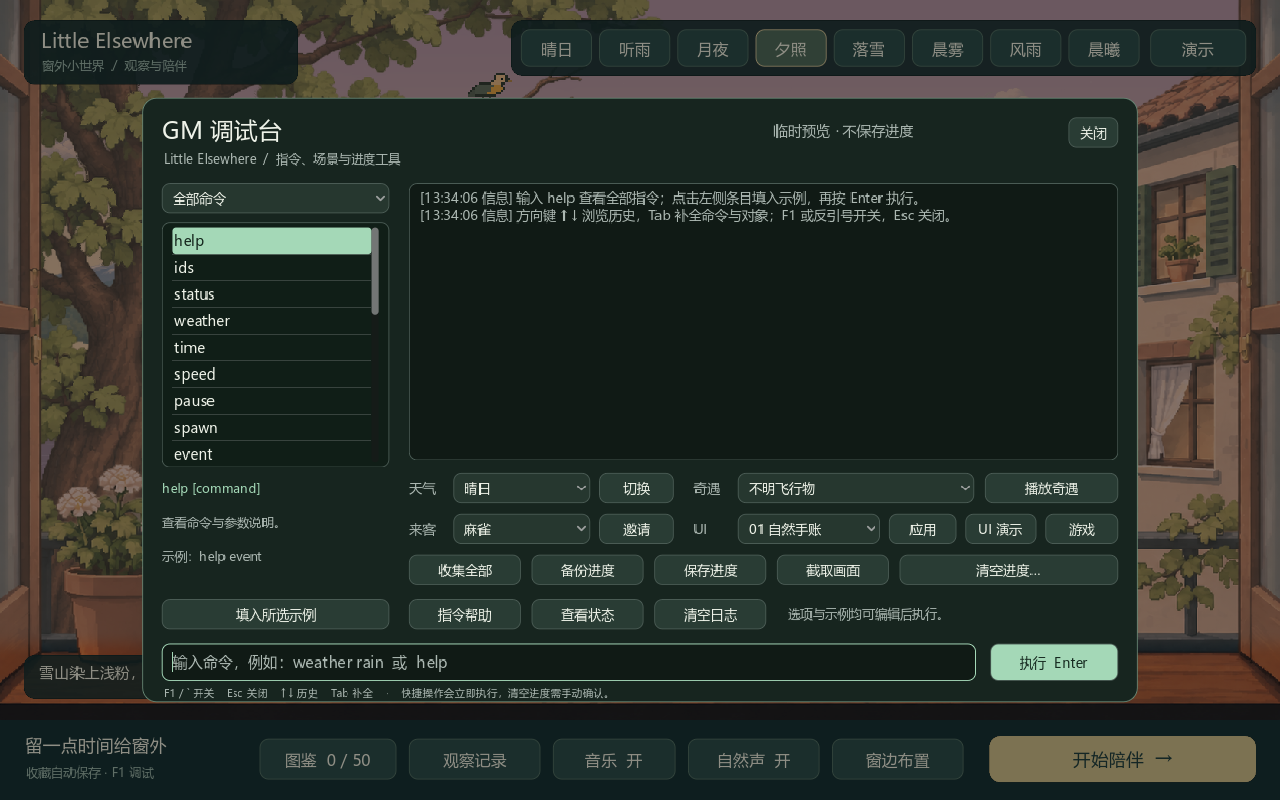 Little Elsewhere
窗外小世界 / 观察与陪伴
晴日 听雨 月夜 夕照 落雪 晨雾 风雨 晨曦 演示
GM 调试台
临时预览 · 不保存进度
关闭
Little Elsewhere / 指令、场景与进度工具
全部命令
help
ids
status
weather
time
speed
pause
spawn
event
[13:34:06 信息] 输入 help 查看全部指令；点击左侧条目填入示例，再按 Enter 执行。
[13:34:06 信息] 方向键 ↑↓ 浏览历史，Tab 补全命令与对象；F1 或反引号开关，Esc 关闭。
help [command]
查看命令与参数说明。
示例：help event
天气 晴日 切换 奇遇 不明飞行物 播放奇遇
来客 麻雀 邀请 UI 01 自然手账 应用 UI 演示 游戏
收集全部 备份进度 保存进度 截取画面 清空进度...
填入所选示例 指令帮助 查看状态 清空日志 选项与示例均可编辑后执行。
输入命令，例如：weather rain 或 help
执行 Enter
F1 / ` 开关 Esc 关闭 ↑↓ 历史 Tab 补全 · 快捷操作会立即执行，清空进度需手动确认。
雪山染上浅粉，
留一点时间给窗外
收藏自动保存 · F1 调试
图鉴 0 / 50 观察记录 音乐 开 自然声 开 窗边布置 开始陪伴 →